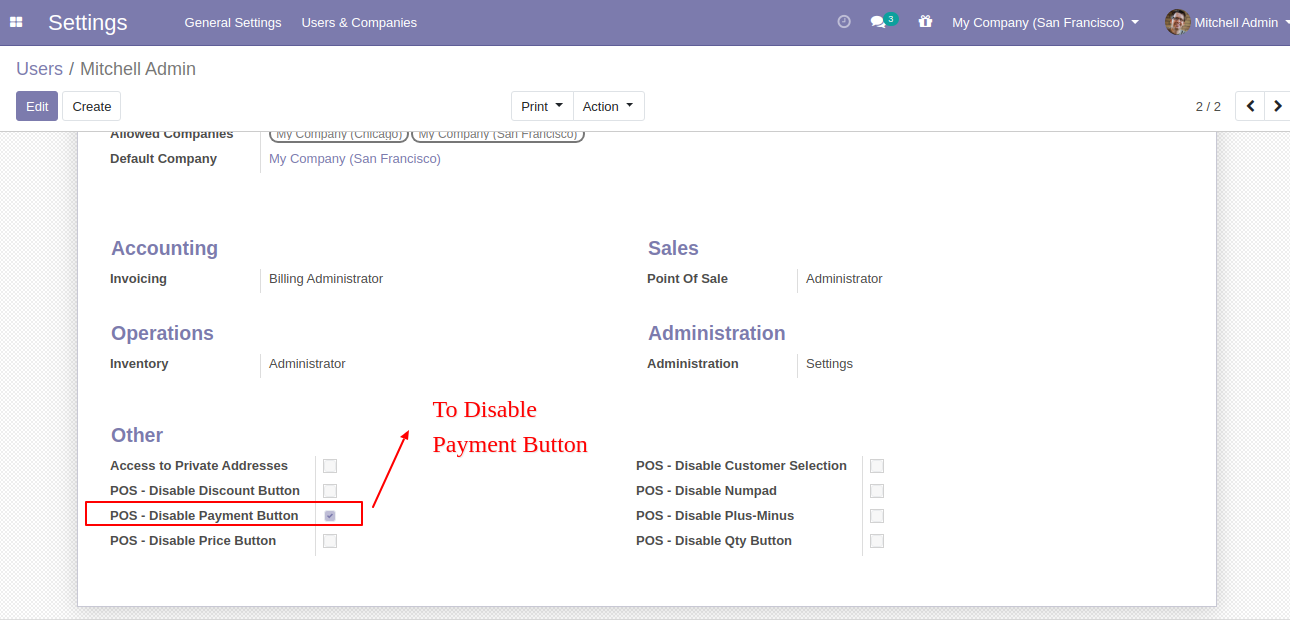 Settings General Settings Users & Companies 3 My Company (San Francisco) Mitchell Admin
Users / Mitchell Admin
Edit Create Print Action 2 / 2
Allowed Companies My Company (Chicago) My Company (San Francisco)
Default Company My Company (San Francisco)
Accounting Sales
Invoicing Billing Administrator Point Of Sale Administrator
Operations Administration
Inventory Administrator Administration Settings
To Disable
Payment Button
Other
Access to Private Addresses POS - Disable Customer Selection
POS - Disable Discount Button POS - Disable Numpad
POS - Disable Payment Button POS - Disable Plus-Minus
POS - Disable Price Button POS - Disable Qty Button